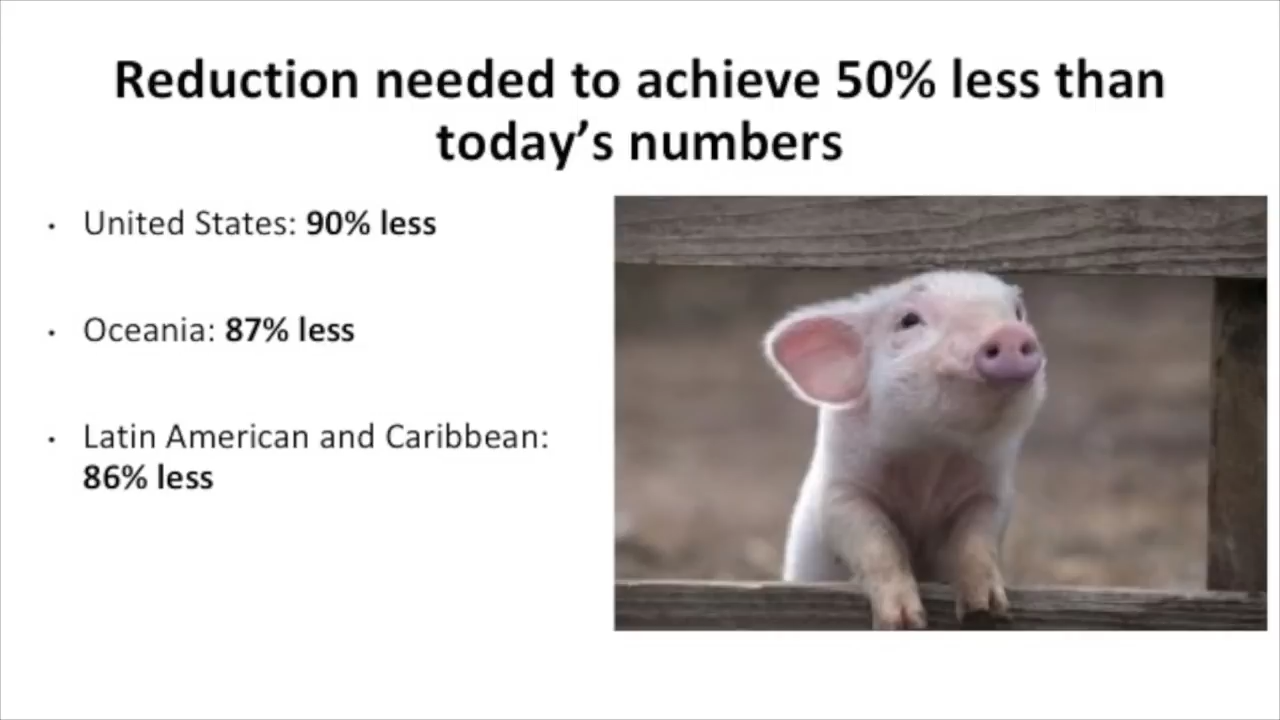 Reduction needed to achieve 50% less than
today’s numbers
• United States: 90% less
• Oceania: 87% less
• Latin American and Caribbean:
86% less